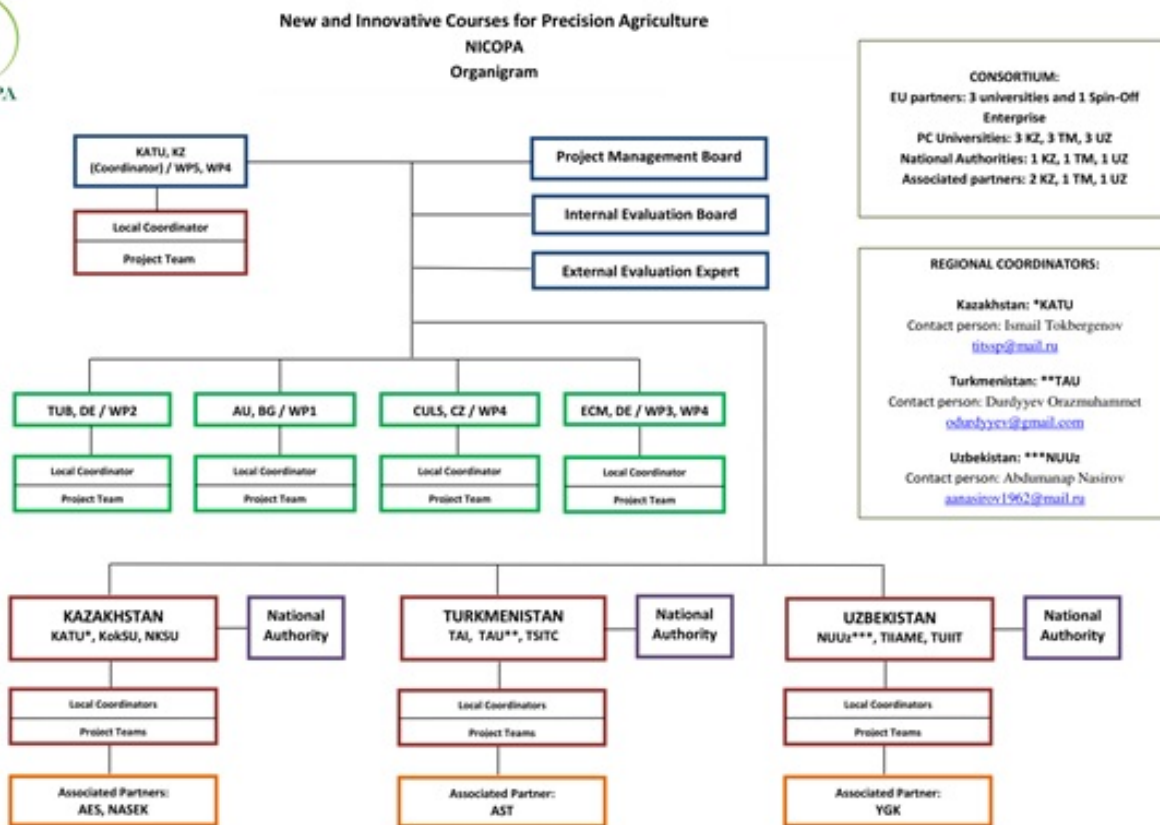 New and Innovative Courses for Precision Agriculture
NICOPA
Organigram
PA
CONSORTIUM:
EU partners: 3 universities and 1 Spin-Off
Enterprise
PC Universities: 3 KZ, 3 TM, 3 UZ
National Authorities: 1 KZ, 1 TM, 1 UZ
Associated partners: 2 KZ, 1 TM, 1 UZ
KATU, KZ
(Coordinator) / WP5, WP4
Local Coordinator
Project Team
Project Management Board
Internal Evaluation Board
External Evaluation Expert
REGIONAL COORDINATORS:
Kazakhstan: *KATU
Contact person: Ismail Tokbergenov
titssp@mail.ru
Turkmenistan: **TAU
Contact person: Durdyyev Orazmuhammet
odurdyyev@gmail.com
Uzbekistan: ***NUUz
Contact person: Abdumanap Nasirov
aanasirov1962@mail.ru
TUB, DE / WP2
Local Coordinator
Project Team
AU, BG / WP1
Local Coordinator
Project Team
CULS, CZ / WP4
Local Coordinator
Project Team
ECM, DE / WP3, WP4
Local Coordinator
Project Team
KAZAKHSTAN
KATU*, KokSU, NKSU
National
Authority
Local Coordinators
Project Teams
Associated Partners:
AES, NASEK
TURKMENISTAN
TAI, TAU**, TSITC
National
Authority
Local Coordinators
Project Teams
Associated Partner:
AST
UZBEKISTAN
NUUz***, TIIAME, TUIIT
National
Authority
Local Coordinators
Project Teams
Associated Partner:
YGK